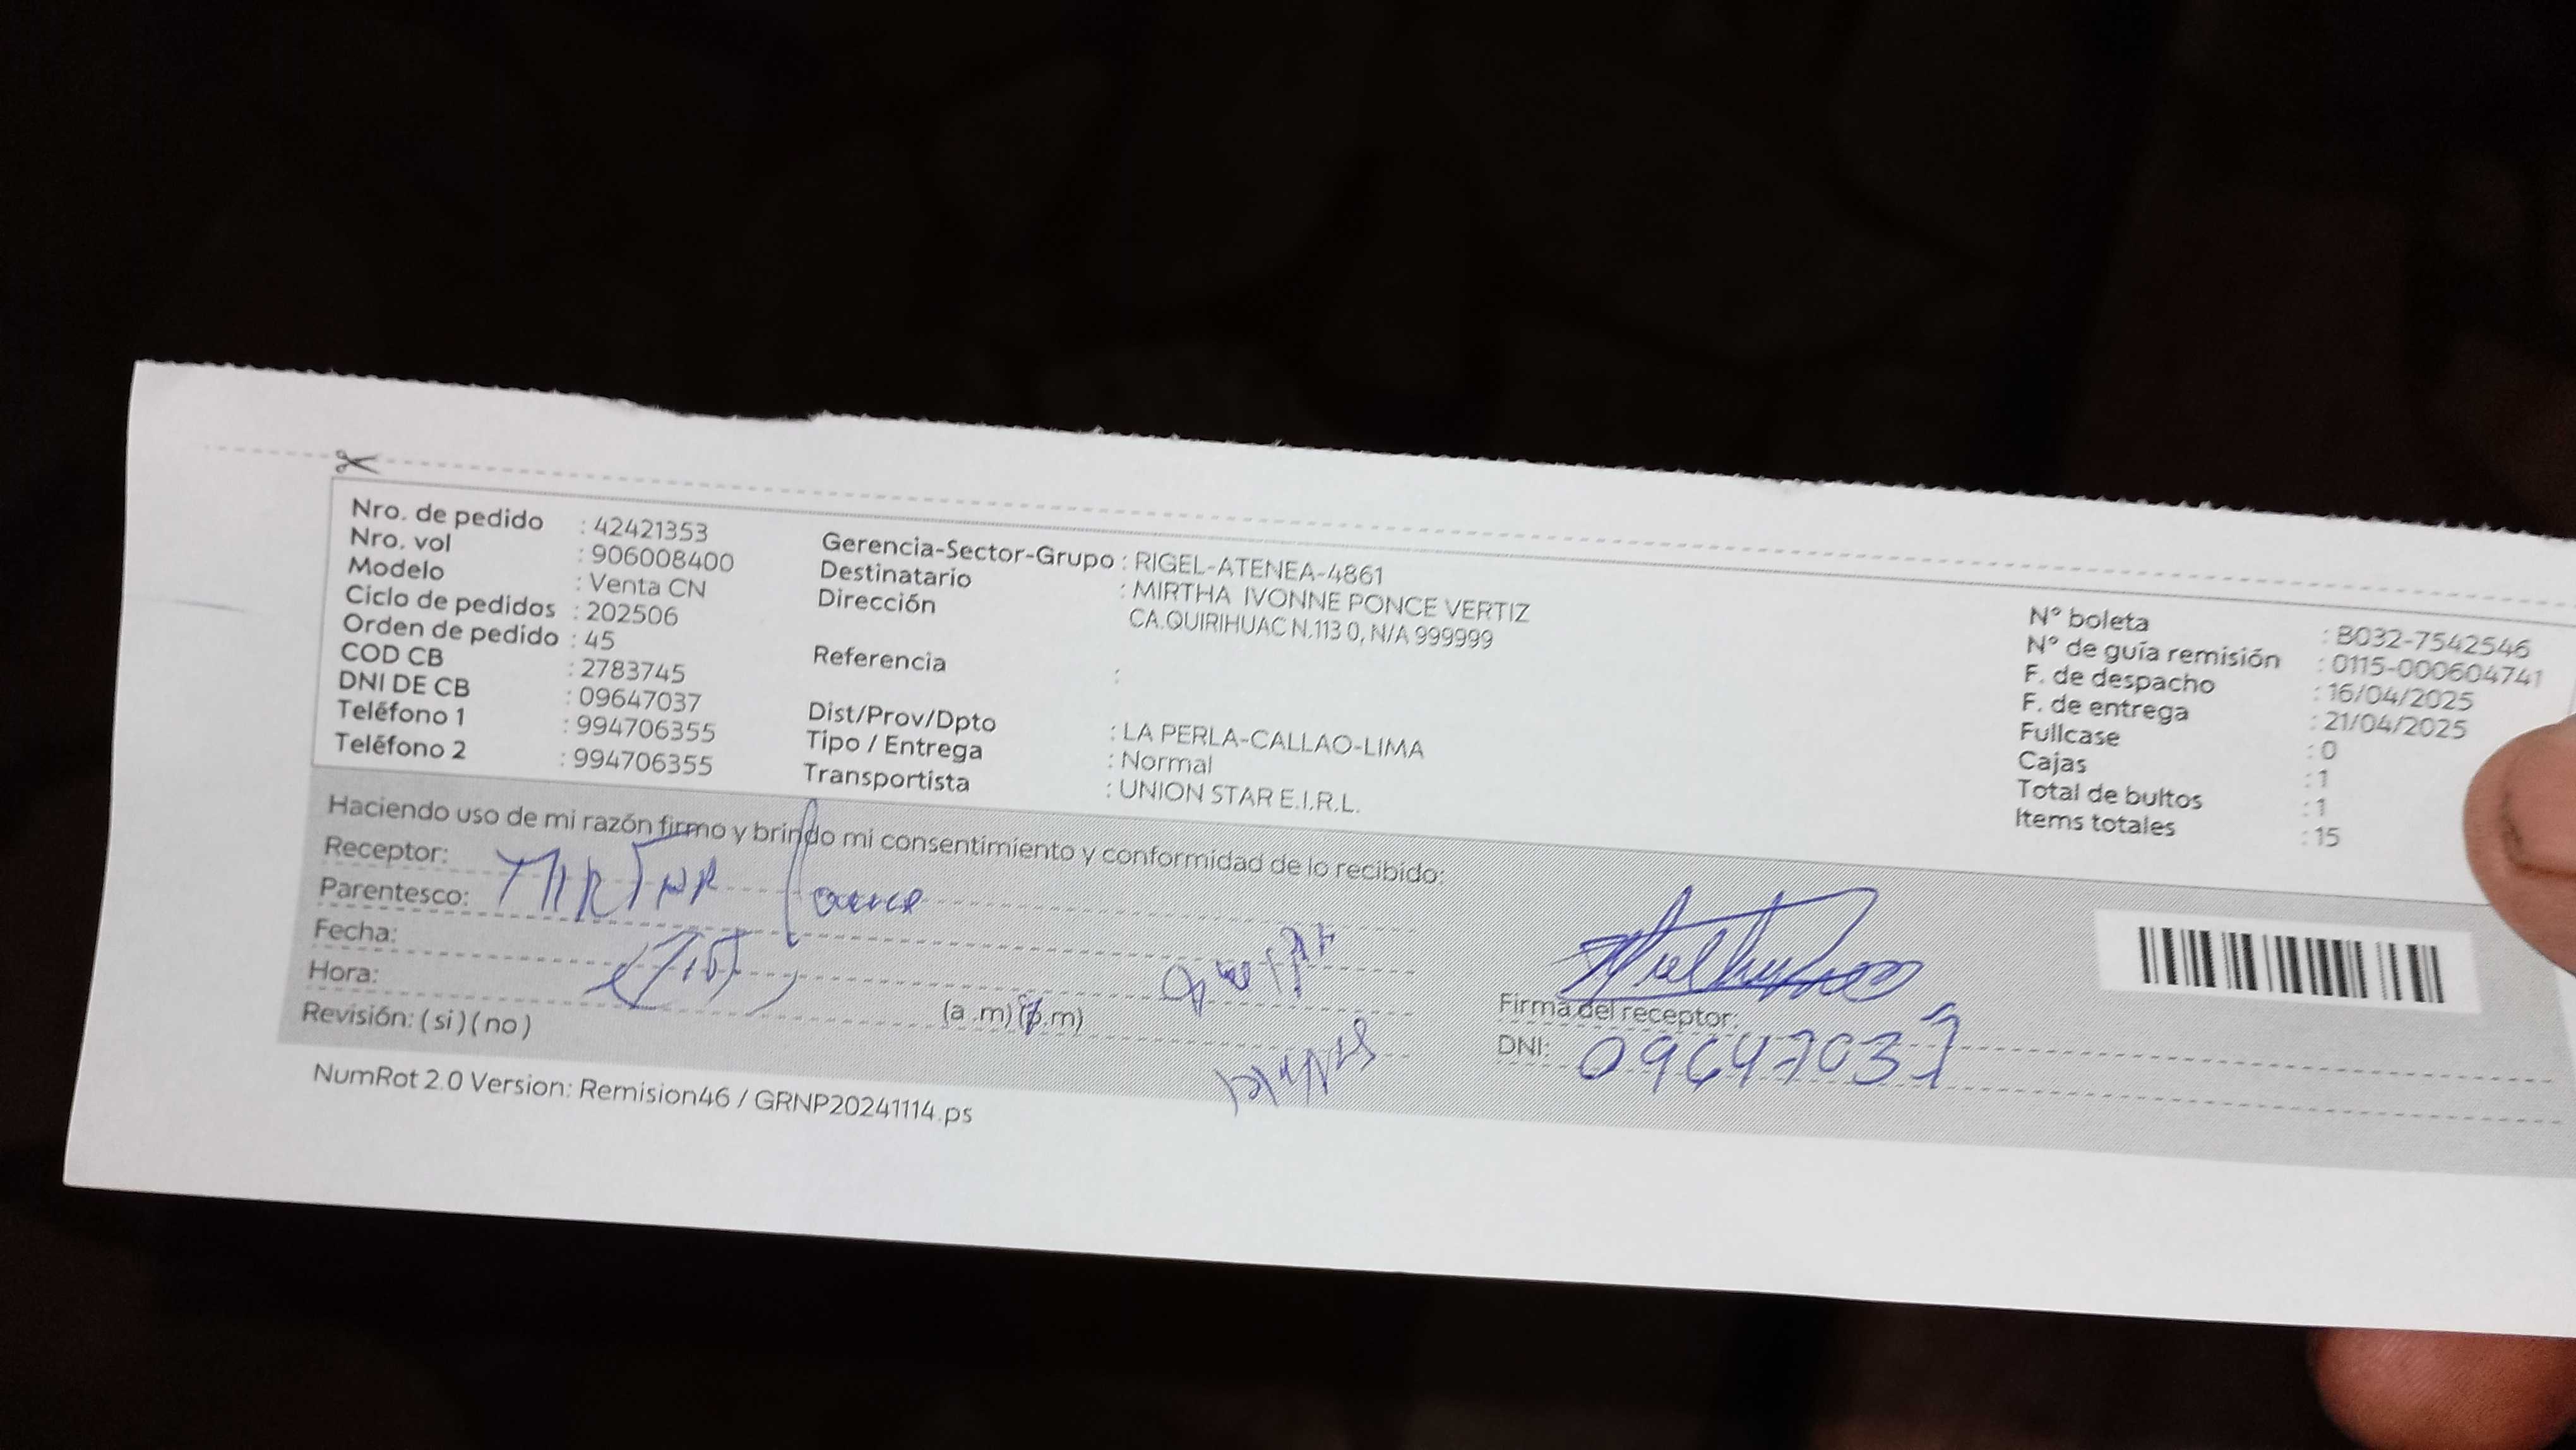 Nro. de pedido : 42421353
Nro. vol : 906008400
Modelo : Venta CN
Ciclo de pedidos : 202506
Orden de pedido : 45
COD CB : 2783745
DNI DE CB : 09647037
Teléfono 1 : 994706355
Teléfono 2 : 994706355
Gerencia-Sector-Grupo : RIGEL-ATENEA-4861
Destinatario : MIRTHA IVONNE PONCE VERTIZ
Dirección CA.QUIRIHUAC N.113 0, N/A 999999
Referencia :
Dist/Prov/Dpto : LA PERLA-CALLAO-LIMA
Tipo / Entrega : Normal
Transportista : UNION STAR E.I.R.L.
N° boleta : B032-7542546
N° de guía remisión : 0115-000604741
F. de despacho : 16/04/2025
F. de entrega : 21/04/2025
Fullcase : 0
Cajas : 1
Total de bultos : 1
Items totales : 15
Haciendo uso de mi razón firmo y brindo mi consentimiento y conformidad de lo recibido:
Receptor: MIRTHA Ponce
Parentesco:
Fecha:
Hora: (a .m) (p.m)
Revisión: ( si ) ( no )
Firma del receptor:
DNI: 09647037
NumRot 2.0 Version: Remision46 / GRNP20241114.ps